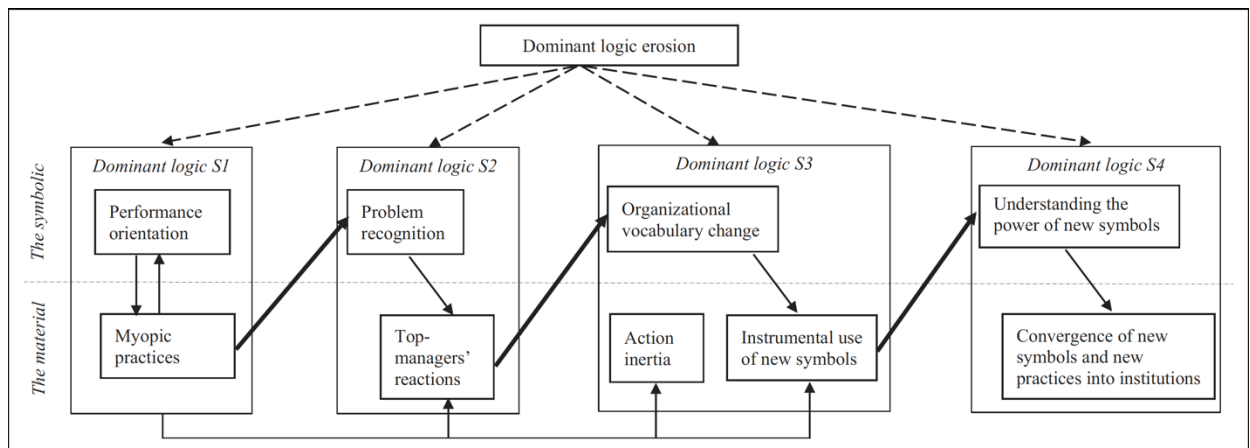 Dominant logic erosion
The symbolic
The material
Dominant logic S1
Performance
orientation
Myopic
practices
Dominant logic S2
Problem
recognition
Top-
managers’
reactions
Dominant logic S3
Organizational
vocabulary change
Action
inertia
Instrumental use
of new symbols
Dominant logic S4
Understanding the
power of new symbols
Convergence of new
symbols and new
practices into institutions